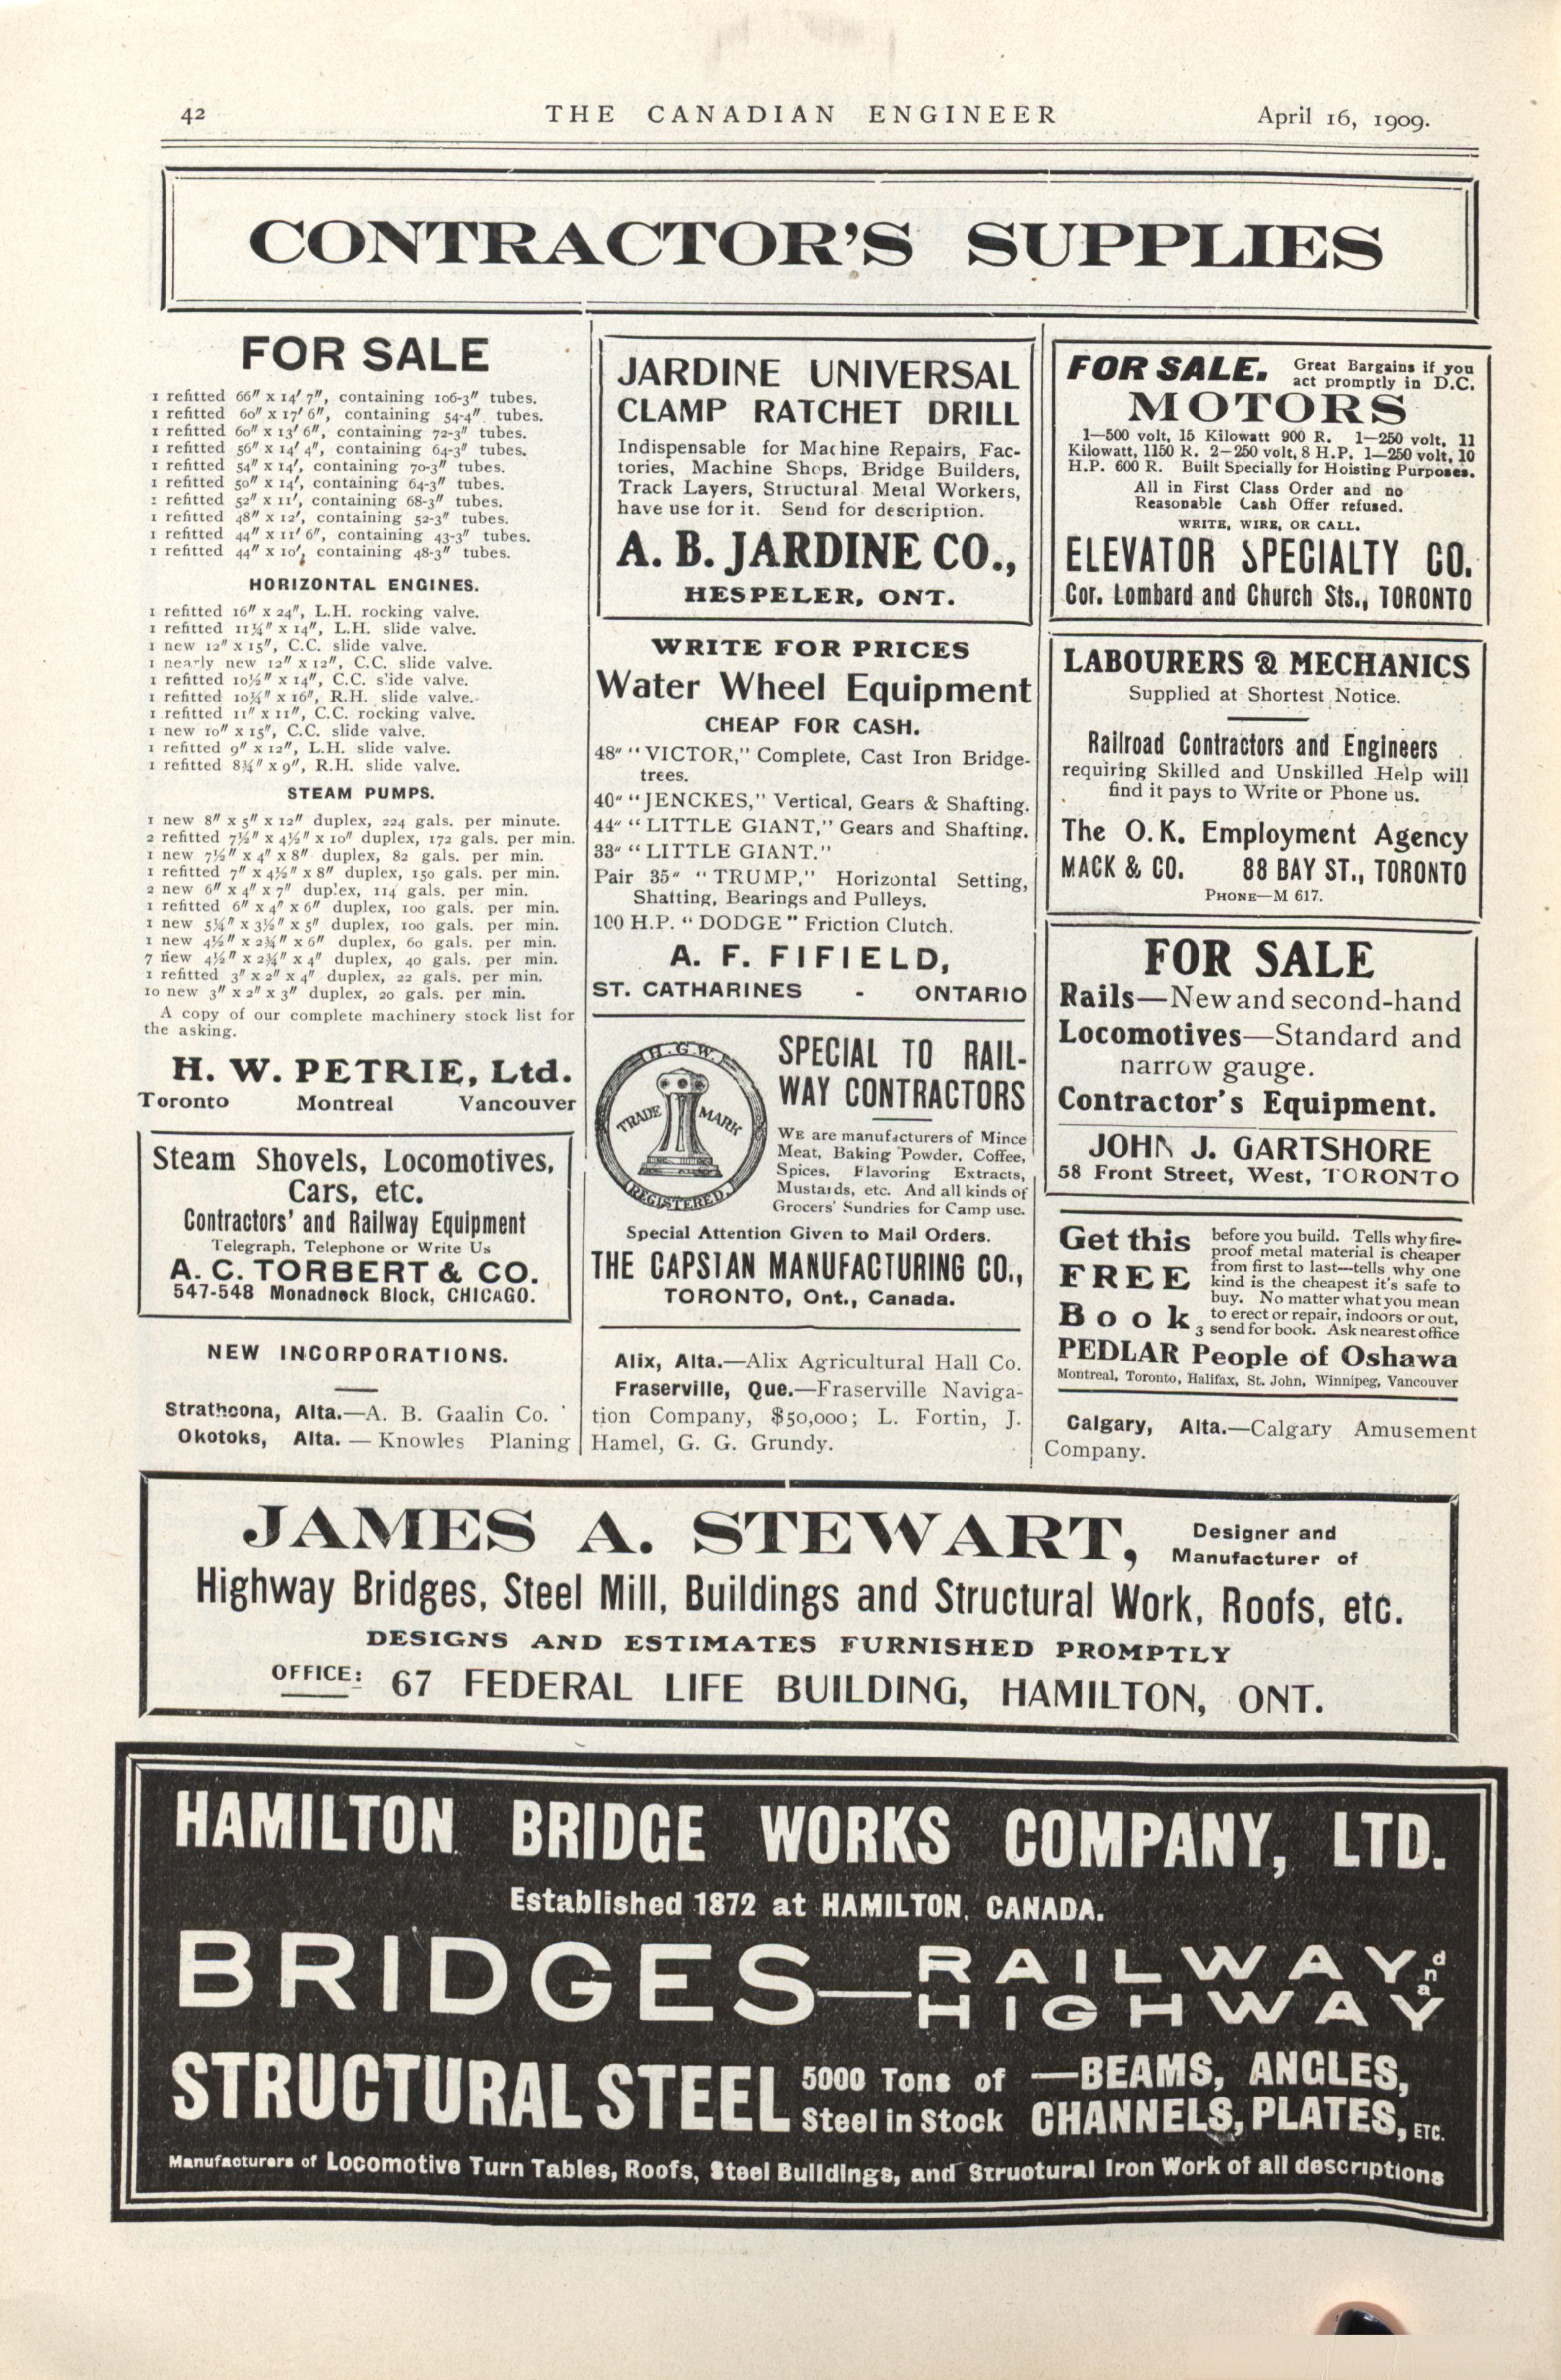 42
THE CANADIAN ENGINEER
April 16, 1909.
CONTRACTOR'S SUPPLIES
FOR SALE
1 refitted 66" x 14' 7", containing 106-3" tubes.
1 refitted 60" x 17' 6", containing 54-4" tubes.
1 refitted 60" x 13' 6", containing 72-3" tubes.
1 refitted 56" x 14' 4", containing 64-3" tubes.
1 refitted 54" x 14', containing 70-3" tubes.
1 refitted 50" x 14', containing 64-3" tubes.
1 refitted 52" x 11', containing 68-3" tubes.
1 refitted 48" x 12', containing 52-3" tubes.
1 refitted 44" x 11' 6", containing 43-3" tubes.
1 refitted 44" x 10', containing 48-3" tubes.
HORIZONTAL ENGINES.
1 refitted 16" x 24", L.H. rocking valve.
1 refitted 11¼" x 14", L.H. slide valve.
1 new 12" x 15", C.C. slide valve.
1 nearly new 12" x 12", C.C. slide valve.
1 refitted 10½" x 14", C.C. slide valve.
1 refitted 10¼" x 16", R.H. slide valve.
1 refitted 11" x 11", C.C. rocking valve.
1 new 10" x 15", C.C. slide valve.
1 refitted 9" x 12", L.H. slide valve.
1 refitted 8¾" x 9", R.H. slide valve.
STEAM PUMPS.
1 new 8" x 5" x 12" duplex, 224 gals. per minute.
2 refitted 7½" x 4½" x 10" duplex, 172 gals. per min.
1 new 7½" x 4" x 8" duplex, 82 gals. per min.
1 refitted 7" x 4½" x 8" duplex, 150 gals. per min.
2 new 6" x 4" x 7" duplex, 114 gals. per min.
1 refitted 6" x 4" x 6" duplex, 100 gals. per min.
1 new 5¼" x 3½" x 5" duplex, 100 gals. per min.
1 new 4½" x 2¾" x 6" duplex, 60 gals. per min.
7 new 4½" x 2¾" x 4" duplex, 40 gals. per min.
1 refitted 3" x 2" x 4" duplex, 22 gals. per min.
10 new 3" x 2" x 3" duplex, 20 gals. per min.
A copy of our complete machinery stock list for
the asking.
H. W. PETRIE, Ltd.
Toronto Montreal Vancouver
Steam Shovels, Locomotives,
Cars, etc.
Contractors' and Railway Equipment
Telegraph, Telephone or Write Us
A. C. TORBERT & CO.
547-548 Monadnock Block, CHICAGO.
NEW INCORPORATIONS.
Strathcona, Alta.—A. B. Gaalin Co.
Okotoks, Alta. — Knowles Planing
JARDINE UNIVERSAL
CLAMP RATCHET DRILL
Indispensable for Machine Repairs, Fac-
tories, Machine Shops, Bridge Builders,
Track Layers, Structural Metal Workers,
have use for it. Send for description.
A. B. JARDINE CO.,
HESPELER, ONT.
WRITE FOR PRICES
Water Wheel Equipment
CHEAP FOR CASH.
48" "VICTOR," Complete, Cast Iron Bridge-
trees.
40" "JENCKES," Vertical, Gears & Shafting.
44" "LITTLE GIANT," Gears and Shafting.
33" "LITTLE GIANT."
Pair 35" "TRUMP," Horizontal Setting,
Shafting, Bearings and Pulleys.
100 H.P. "DODGE" Friction Clutch.
A. F. FIFIELD,
ST. CATHARINES - ONTARIO
H.G.W.
TRADE MARK
REGISTERED.
SPECIAL TO RAIL-
WAY CONTRACTORS
WE are manufacturers of Mince
Meat, Baking Powder, Coffee,
Spices, Flavoring Extracts,
Mustards, etc. And all kinds of
Grocers' Sundries for Camp use.
Special Attention Given to Mail Orders.
THE CAPSTAN MANUFACTURING CO.,
TORONTO, Ont., Canada.
Alix, Alta.—Alix Agricultural Hall Co.
Fraserville, Que.—Fraserville Naviga-
tion Company, $50,000; L. Fortin, J.
Hamel, G. G. Grundy.
FOR SALE. Great Bargains if you
act promptly in D.C.
MOTORS
1—500 volt, 15 Kilowatt 900 R. 1—250 volt, 11
Kilowatt, 1150 R. 2—250 volt, 8 H.P. 1—250 volt, 10
H.P. 600 R. Built Specially for Hoisting Purposes.
All in First Class Order and no
Reasonable Cash Offer refused.
WRITE, WIRE, OR CALL.
ELEVATOR SPECIALTY CO.
Cor. Lombard and Church Sts., TORONTO
LABOURERS & MECHANICS
Supplied at Shortest Notice.
Railroad Contractors and Engineers
requiring Skilled and Unskilled Help will
find it pays to Write or Phone us.
The O.K. Employment Agency
MACK & CO. 88 BAY ST., TORONTO
PHONE—M 617.
FOR SALE
Rails—New and second-hand
Locomotives—Standard and
narrow gauge.
Contractor's Equipment.
JOHN J. GARTSHORE
58 Front Street, West, TORONTO
Get this
FREE
Book
before you build. Tells why fire-
proof metal material is cheaper
from first to last—tells why one
kind is the cheapest it's safe to
buy. No matter what you mean
to erect or repair, indoors or out,
3 send for book. Ask nearest office
PEDLAR People of Oshawa
Montreal, Toronto, Halifax, St. John, Winnipeg, Vancouver
Calgary, Alta.—Calgary Amusement
Company.
JAMES A. STEWART, Designer and
Manufacturer of
Highway Bridges, Steel Mill, Buildings and Structural Work, Roofs, etc.
DESIGNS AND ESTIMATES FURNISHED PROMPTLY
OFFICE: 67 FEDERAL LIFE BUILDING, HAMILTON, ONT.
HAMILTON BRIDGE WORKS COMPANY, LTD.
Established 1872 at HAMILTON, CANADA.
BRIDGES—RAILWAY and
HIGHWAY
STRUCTURAL STEEL 5000 Tons of
Steel in Stock
—BEAMS, ANGLES,
CHANNELS, PLATES, ETC.
Manufacturers of Locomotive Turn Tables, Roofs, Steel Buildings, and Structural Iron Work of all descriptions